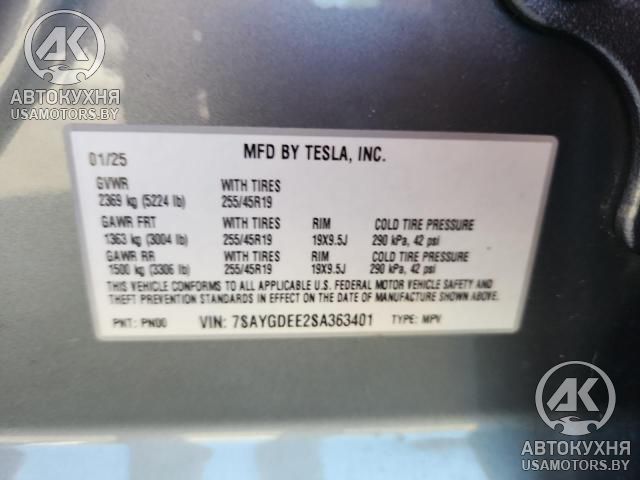 AK
АВТОКУХНЯ
USAMOTORS.BY
01/25
MFD BY TESLA, INC.
GVWR
WITH TIRES
2369 kg (5224 lb)
255/45R19
GAWR FRT
WITH TIRES
RIM
COLD TIRE PRESSURE
1363 kg (3004 lb)
255/45R19
19X9.5J
290 kPa, 42 psi
GAWR RR
WITH TIRES
RIM
COLD TIRE PRESSURE
1500 kg (3306 lb)
255/45R19
19X9.5J
290 kPa, 42 psi
THIS VEHICLE CONFORMS TO ALL APPLICABLE U.S. FEDERAL MOTOR VEHICLE SAFETY AND
THEFT PREVENTION STANDARDS IN EFFECT ON THE DATE OF MANUFACTURE SHOWN ABOVE.
PNT: PN00
VIN: 7SAYGDEE2SA363401
TYPE: MPV
AK
АВТОКУХНЯ
USAMOTORS.BY